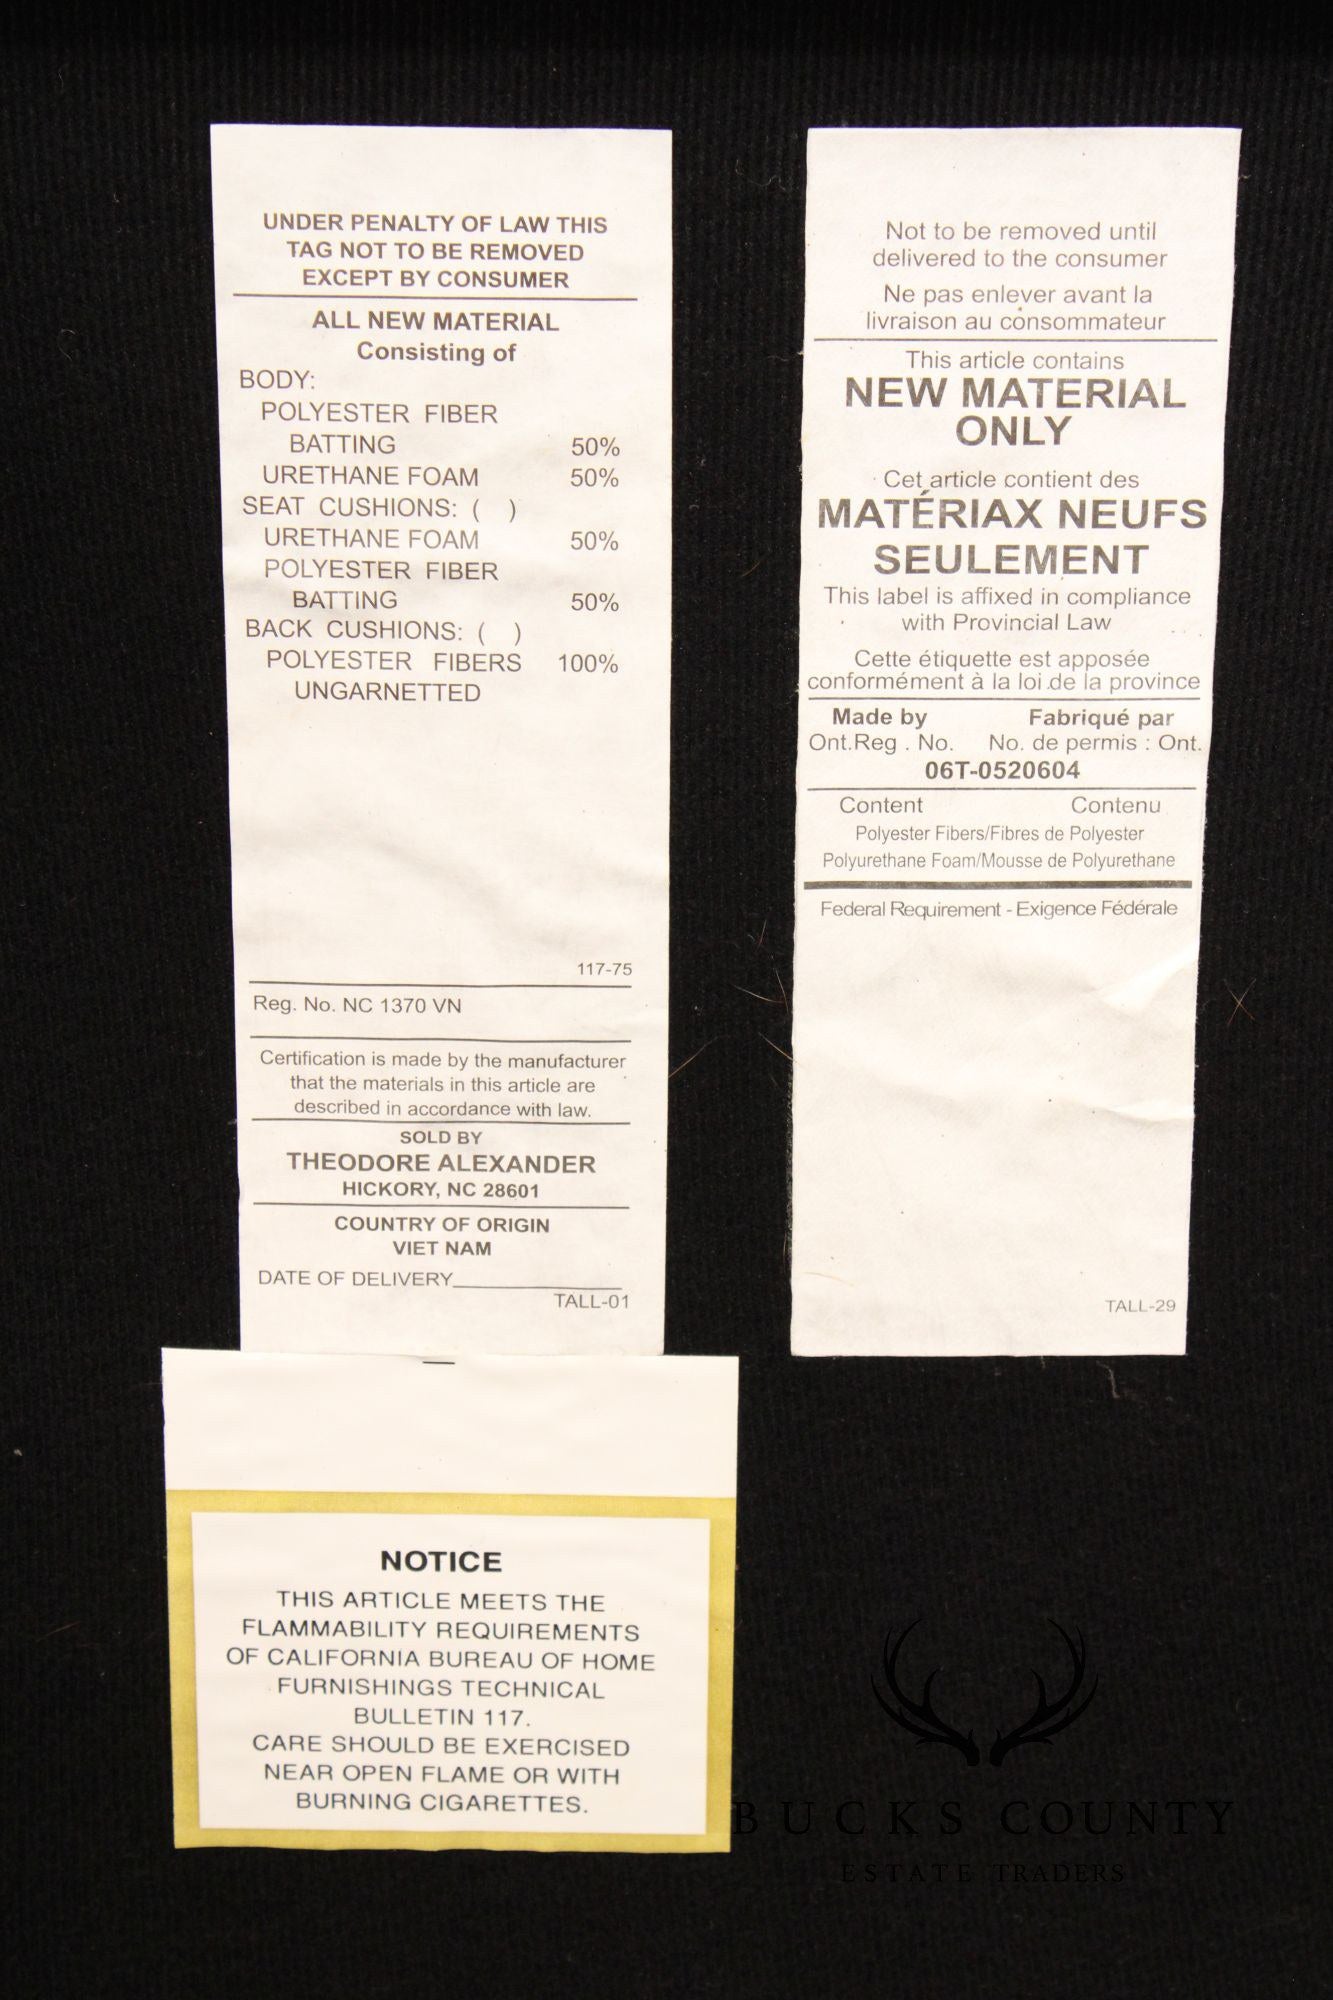 UNDER PENALTY OF LAW THIS
TAG NOT TO BE REMOVED
EXCEPT BY CONSUMER
ALL NEW MATERIAL
Consisting of
BODY:
POLYESTER FIBER
BATTING 50%
URETHANE FOAM 50%
SEAT CUSHIONS: ( )
URETHANE FOAM 50%
POLYESTER FIBER
BATTING 50%
BACK CUSHIONS: ( )
POLYESTER FIBERS 100%
UNGARNETTED
117-75
Reg. No. NC 1370 VN
Certification is made by the manufacturer
that the materials in this article are
described in accordance with law.
SOLD BY
THEODORE ALEXANDER
HICKORY, NC 28601
COUNTRY OF ORIGIN
VIET NAM
DATE OF DELIVERY_______________
TALL-01
NOTICE
THIS ARTICLE MEETS THE
FLAMMABILITY REQUIREMENTS
OF CALIFORNIA BUREAU OF HOME
FURNISHINGS TECHNICAL
BULLETIN 117.
CARE SHOULD BE EXERCISED
NEAR OPEN FLAME OR WITH
BURNING CIGARETTES.
Not to be removed until
delivered to the consumer
Ne pas enlever avant la
livraison au consommateur
This article contains
NEW MATERIAL
ONLY
Cet article contient des
MATÉRIAX NEUFS
SEULEMENT
This label is affixed in compliance
with Provincial Law
Cette étiquette est apposée
conformément à la loi de la province
Made by Fabriqué par
Ont.Reg . No. No. de permis : Ont.
06T-0520604
Content Contenu
Polyester Fibers/Fibres de Polyester
Polyurethane Foam/Mousse de Polyurethane
Federal Requirement - Exigence Fédérale
TALL-29
BUCKS COUNTY
ESTATE TRADERS